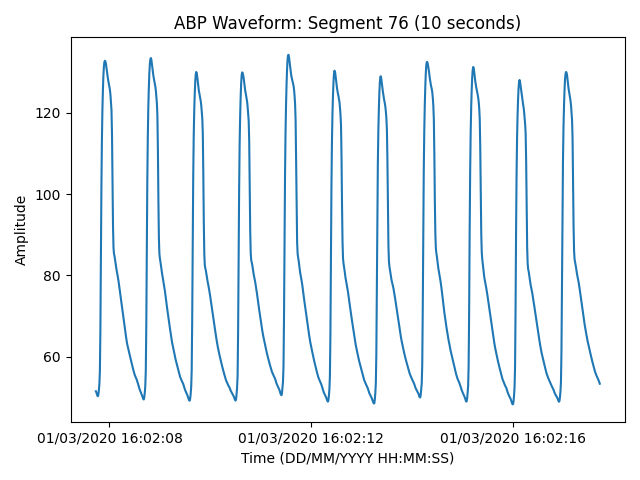 ABP Waveform: Segment 76 (10 seconds)
Amplitude
120
100
80
60
01/03/2020 16:02:08 01/03/2020 16:02:12 01/03/2020 16:02:16
Time (DD/MM/YYYY HH:MM:SS)